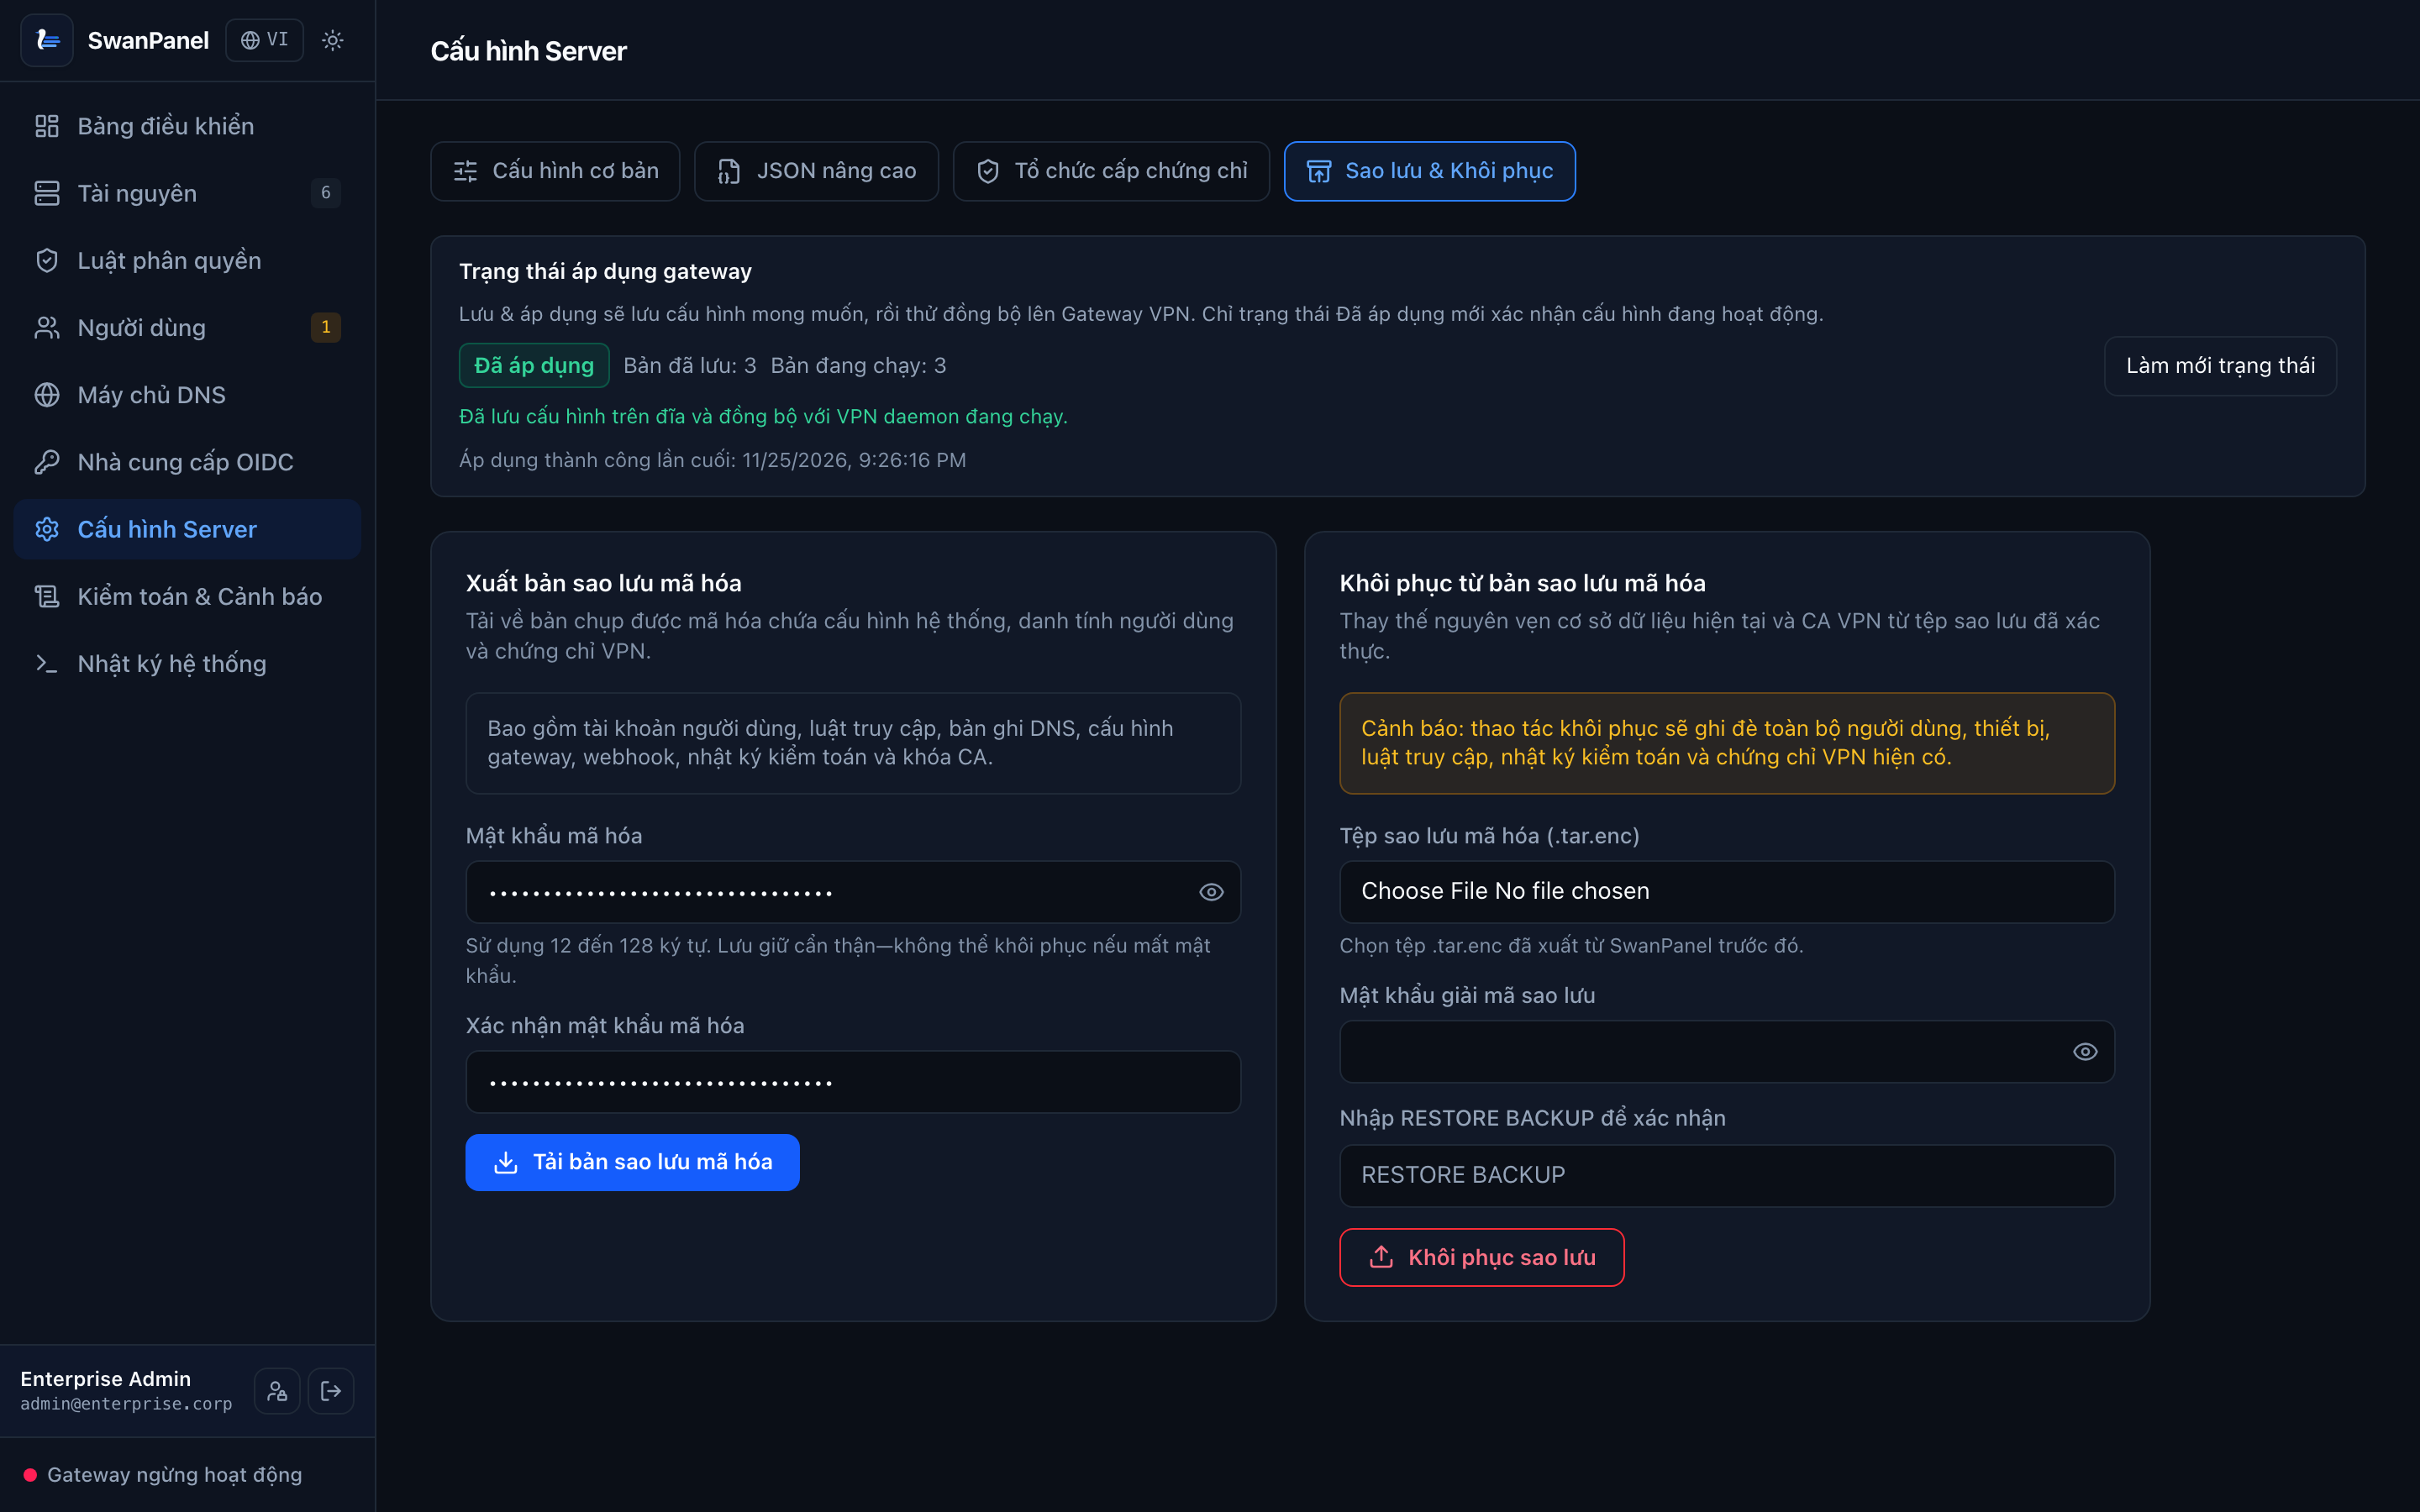 SwanPanel
VI
Bảng điều khiển
Tài nguyên
6
Luật phân quyền
Người dùng
1
Máy chủ DNS
Nhà cung cấp OIDC
Cấu hình Server
Kiểm toán & Cảnh báo
Nhật ký hệ thống
Enterprise Admin
admin@enterprise.corp
Gateway ngừng hoạt động
Cấu hình Server
Cấu hình cơ bản
JSON nâng cao
Tổ chức cấp chứng chỉ
Sao lưu & Khôi phục
Trạng thái áp dụng gateway
Lưu & áp dụng sẽ lưu cấu hình mong muốn, rồi thử đồng bộ lên Gateway VPN. Chỉ trạng thái Đã áp dụng mới xác nhận cấu hình đang hoạt động.
Đã áp dụng
Bản đã lưu: 3 Bản đang chạy: 3
Làm mới trạng thái
Đã lưu cấu hình trên đĩa và đồng bộ với VPN daemon đang chạy.
Áp dụng thành công lần cuối: 11/25/2026, 9:26:16 PM
Xuất bản sao lưu mã hóa
Tải về bản chụp được mã hóa chứa cấu hình hệ thống, danh tính người dùng
và chứng chỉ VPN.
Bao gồm tài khoản người dùng, luật truy cập, bản ghi DNS, cấu hình
gateway, webhook, nhật ký kiểm toán và khóa CA.
Mật khẩu mã hóa
Sử dụng 12 đến 128 ký tự. Lưu giữ cẩn thận—không thể khôi phục nếu mất mật
khẩu.
Xác nhận mật khẩu mã hóa
Tải bản sao lưu mã hóa
Khôi phục từ bản sao lưu mã hóa
Thay thế nguyên vẹn cơ sở dữ liệu hiện tại và CA VPN từ tệp sao lưu đã xác
thực.
Cảnh báo: thao tác khôi phục sẽ ghi đè toàn bộ người dùng, thiết bị,
luật truy cập, nhật ký kiểm toán và chứng chỉ VPN hiện có.
Tệp sao lưu mã hóa (.tar.enc)
Choose File No file chosen
Chọn tệp .tar.enc đã xuất từ SwanPanel trước đó.
Mật khẩu giải mã sao lưu
Nhập RESTORE BACKUP để xác nhận
RESTORE BACKUP
Khôi phục sao lưu